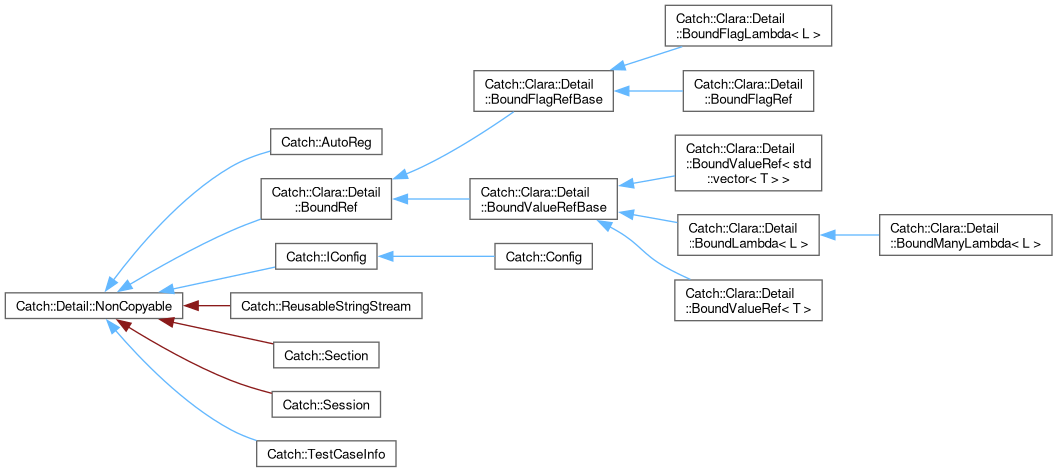 Catch::Clara::Detail
::BoundFlagLambda< L >
Catch::Clara::Detail
::BoundFlagRefBase
Catch::Clara::Detail
::BoundFlagRef
Catch::AutoReg
Catch::Clara::Detail
::BoundValueRef< std
::vector< T > >
Catch::Clara::Detail
::BoundRef
Catch::Clara::Detail
::BoundValueRefBase
Catch::Clara::Detail
::BoundLambda< L >
Catch::Clara::Detail
::BoundManyLambda< L >
Catch::IConfig
Catch::Config
Catch::Clara::Detail
::BoundValueRef< T >
Catch::Detail::NonCopyable
Catch::ReusableStringStream
Catch::Section
Catch::Session
Catch::TestCaseInfo